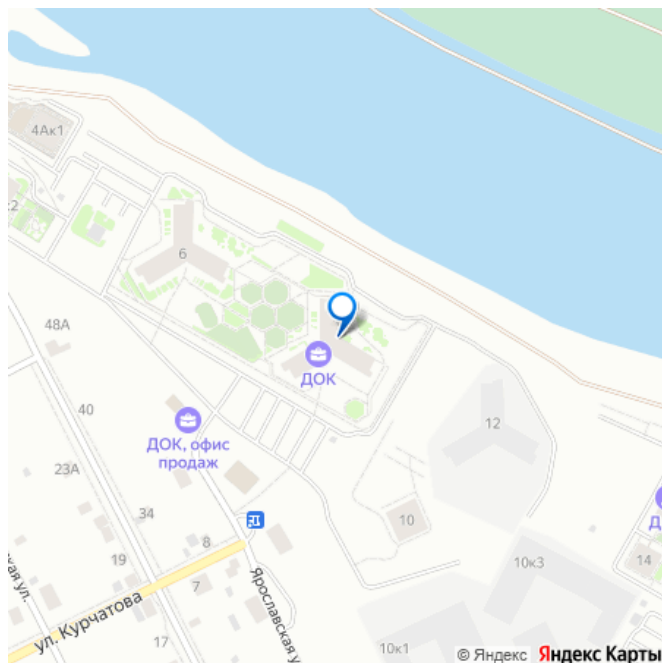 4Ак1
6
48А
ДОК
40
ДОК, офис
продаж
12
23А
34
10
8
19
14
10к3
7
ул. Курчатова
Ярославская у
17
10к1
© Яндекс Яндекс Карты